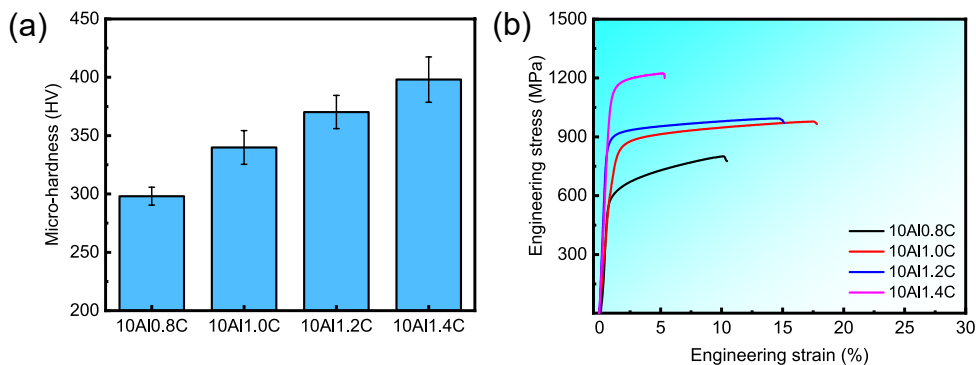 (a)
Micro-hardness (HV)
450
400
350
300
250
200
10Al0.8C 10Al1.0C 10Al1.2C 10Al1.4C
(b)
Engineering stress (MPa)
1500
1200
900
600
300
10Al0.8C
10Al1.0C
10Al1.2C
10Al1.4C
0 5 10 15 20 25 30
Engineering strain (%)